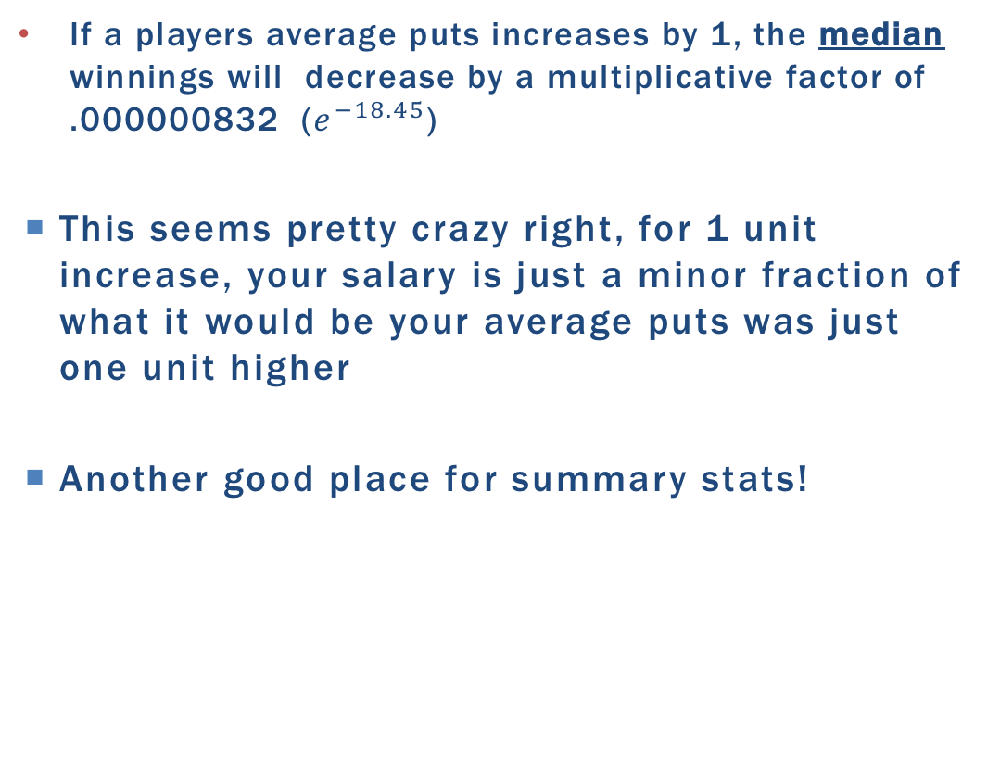 • If a players average puts increases by 1, the median
winnings will decrease by a multiplicative factor of
.000000832 (e^−18.45)
■ This seems pretty crazy right, for 1 unit
increase, your salary is just a minor fraction of
what it would be your average puts was just
one unit higher
■ Another good place for summary stats!